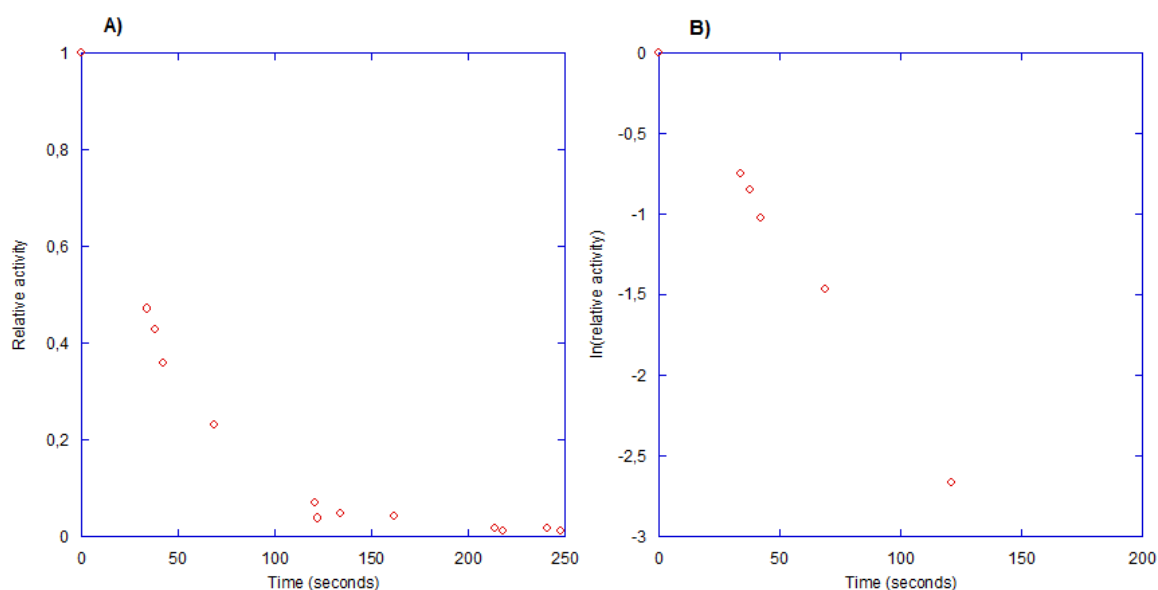 A)
1
0,8
0,6
0,4
0,2
0
0 50 100 150 200 250
Relative activity
Time (seconds)
B)
0
-0,5
-1
-1,5
-2
-2,5
-3
0 50 100 150 200
ln(relative activity)
Time (seconds)